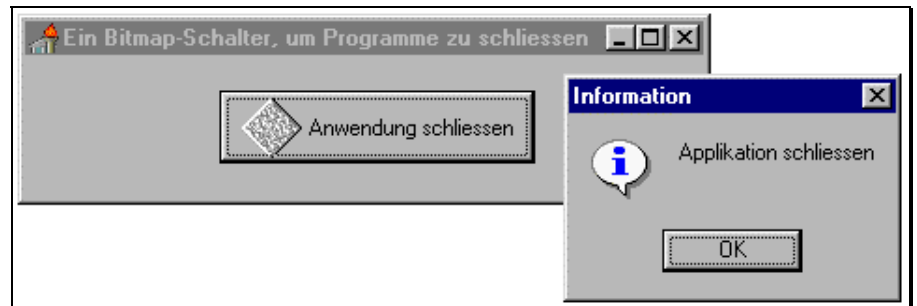 Ein Bitmap-Schalter, um Programme zu schliessen
Anwendung schliessen
Information
Applikation schliessen
OK